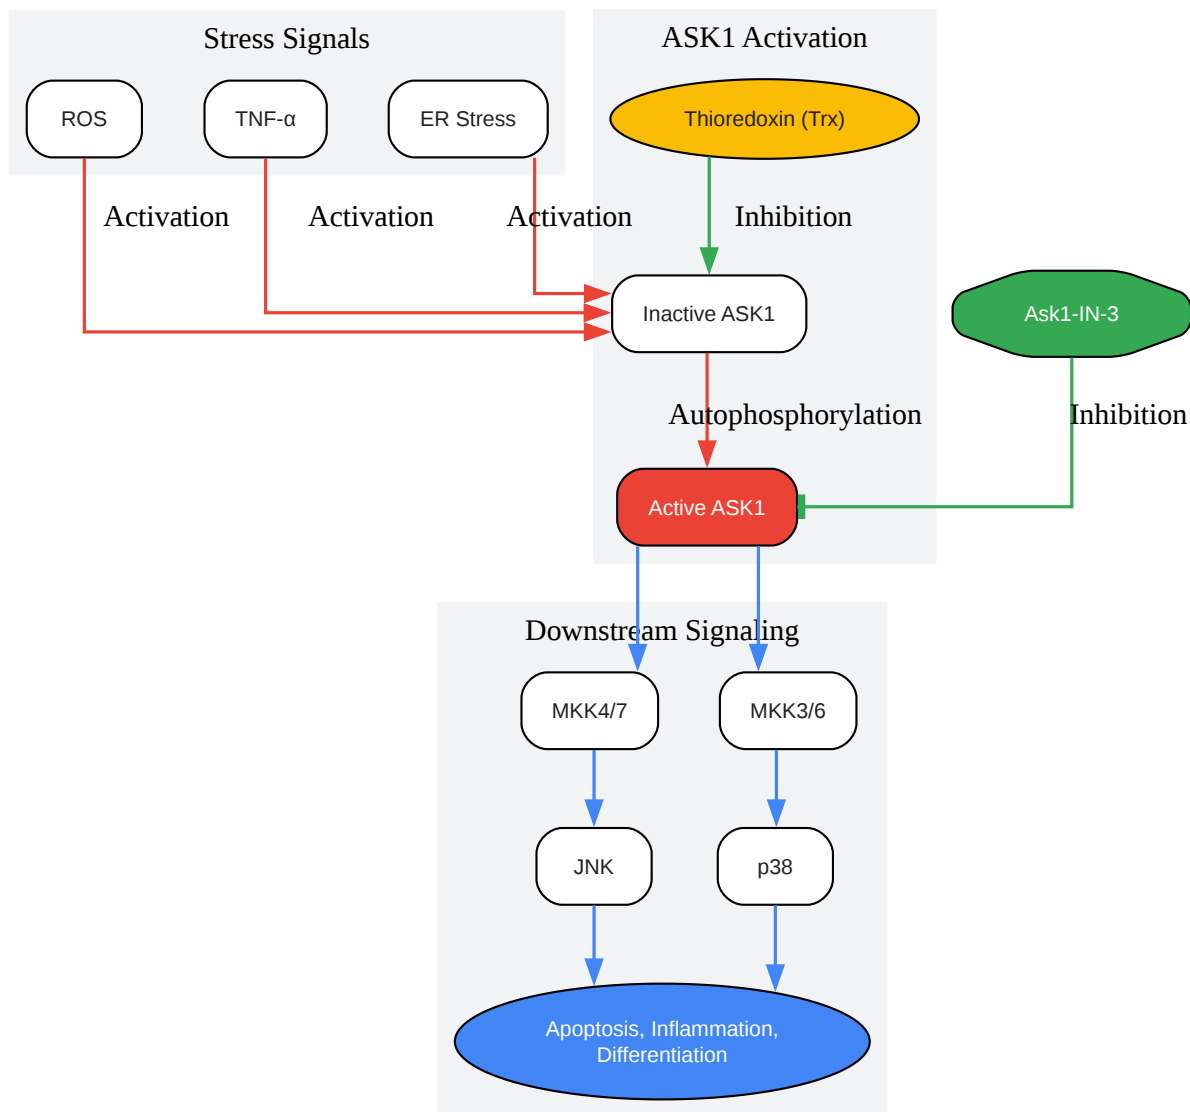 Stress Signals
ASK1 Activation
ROS
TNF-α
ER Stress
Thioredoxin (Trx)
Activation
Activation
Activation
Inhibition
Inactive ASK1
Ask1-IN-3
Autophosphorylation
Inhibition
Active ASK1
Downstream Signaling
MKK4/7
MKK3/6
JNK
p38
Apoptosis, Inflammation,
Differentiation